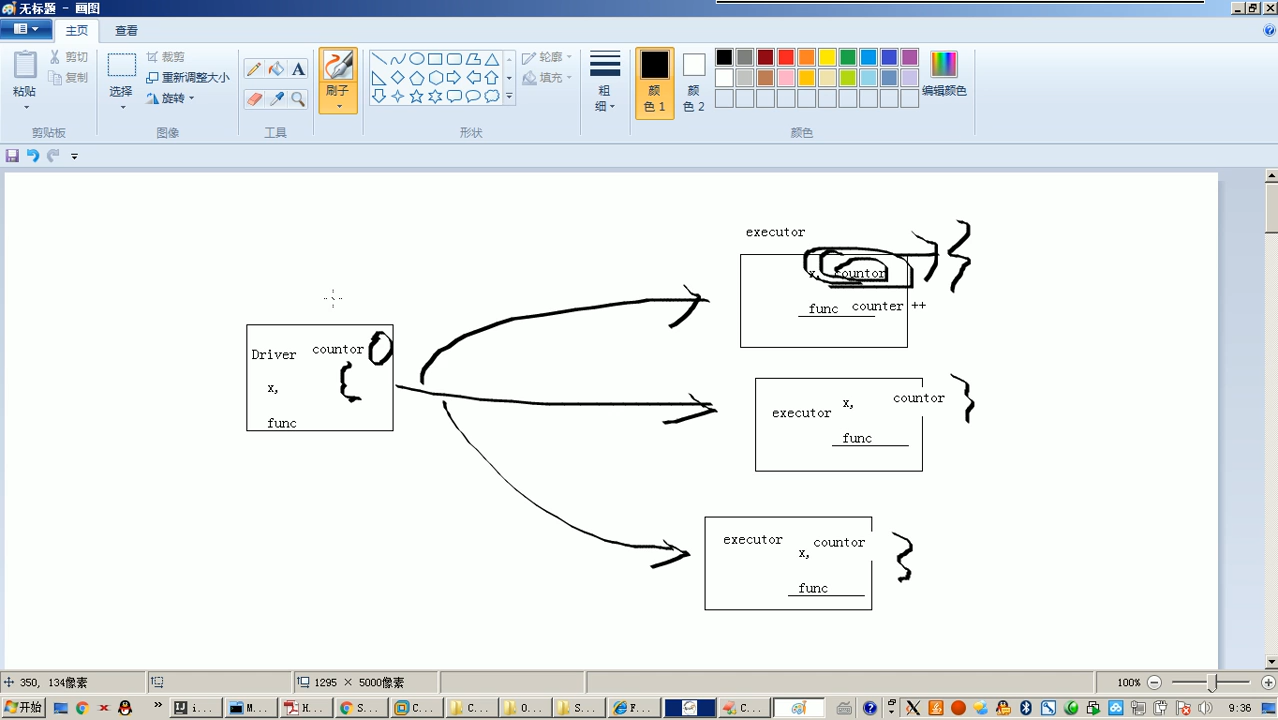 无标题 - 画图
主页 查看
剪切
复制
粘贴
剪贴板
裁剪
重新调整大小
旋转
选择
图像
A
工具
刷子
轮廓
填充
形状
粗
细
颜
色 1
颜
色 2
编辑颜色
颜色
executor
x, countor
func counter ++
Driver countor 0
x,
func
executor x, countor
func
executor countor
x,
func
350, 134像素
1295 × 5000像素
100%
开始
i...
M...
H...
S...
C...
C...
O...
S...
F...
C...
9:36